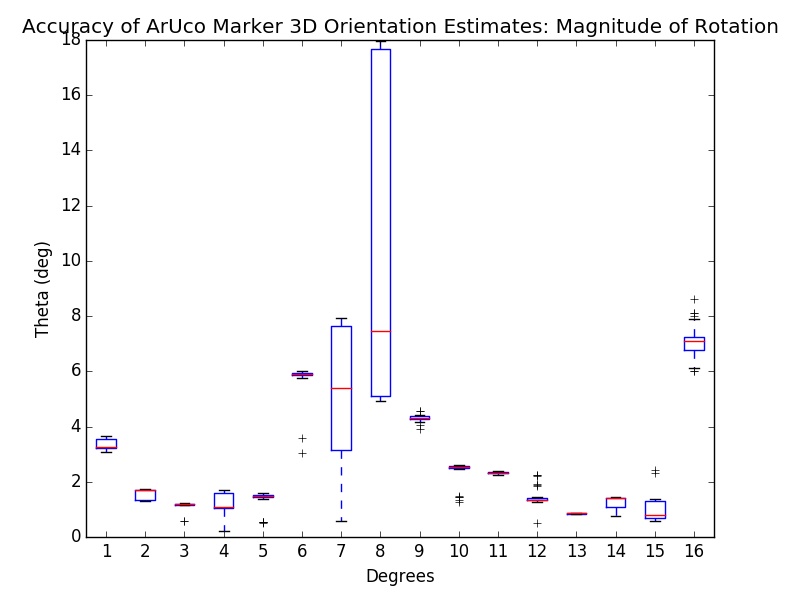 Accuracy of ArUco Marker 3D Orientation Estimates: Magnitude of Rotation
18
16
14
12
10
8
6
4
2
0
Theta (deg)
1 2 3 4 5 6 7 8 9 10 11 12 13 14 15 16
Degrees